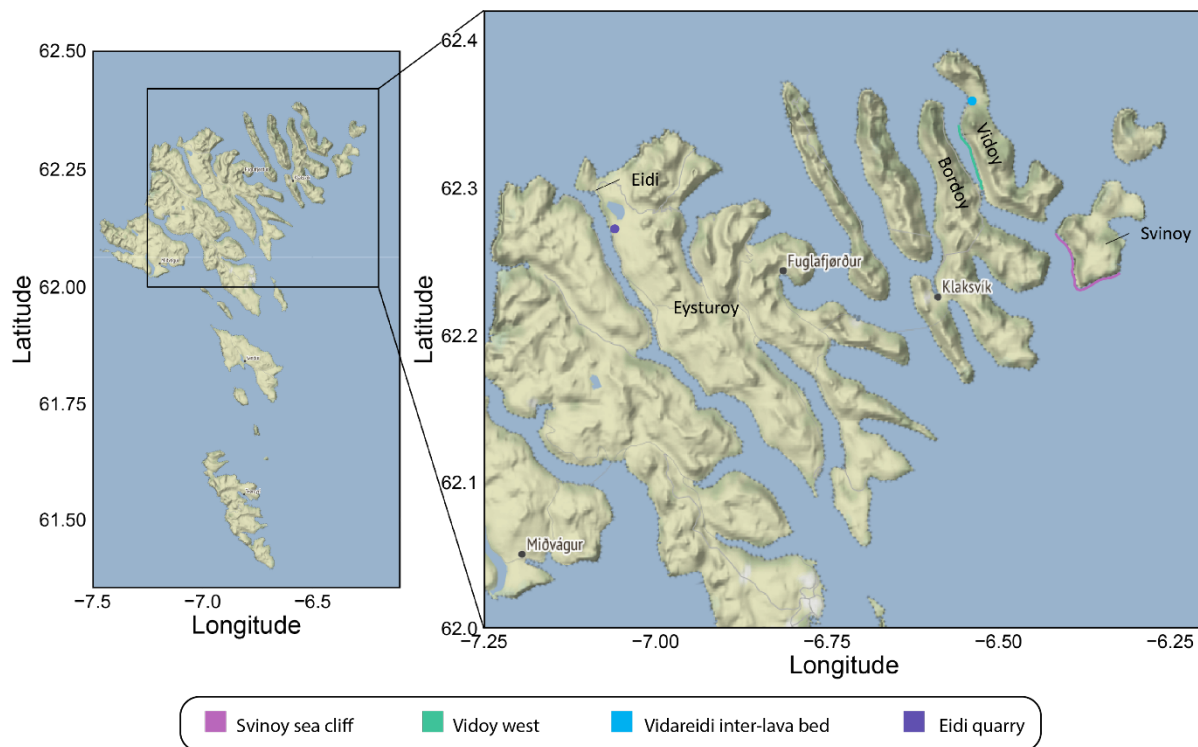 62.50
62.25
62.00
61.75
61.50
Latitude
−7.5
−7.0
−6.5
Longitude
62.4
62.3
62.2
62.1
62.0
Latitude
Eidi
Vidoy
Bordoy
Svinoy
Fuglafjørður
Klaksvík
Eysturoy
Miðvágur
−7.25
−7.00
−6.75
−6.50
−6.25
Longitude
Svinoy sea cliff
Vidoy west
Vidareidi inter-lava bed
Eidi quarry